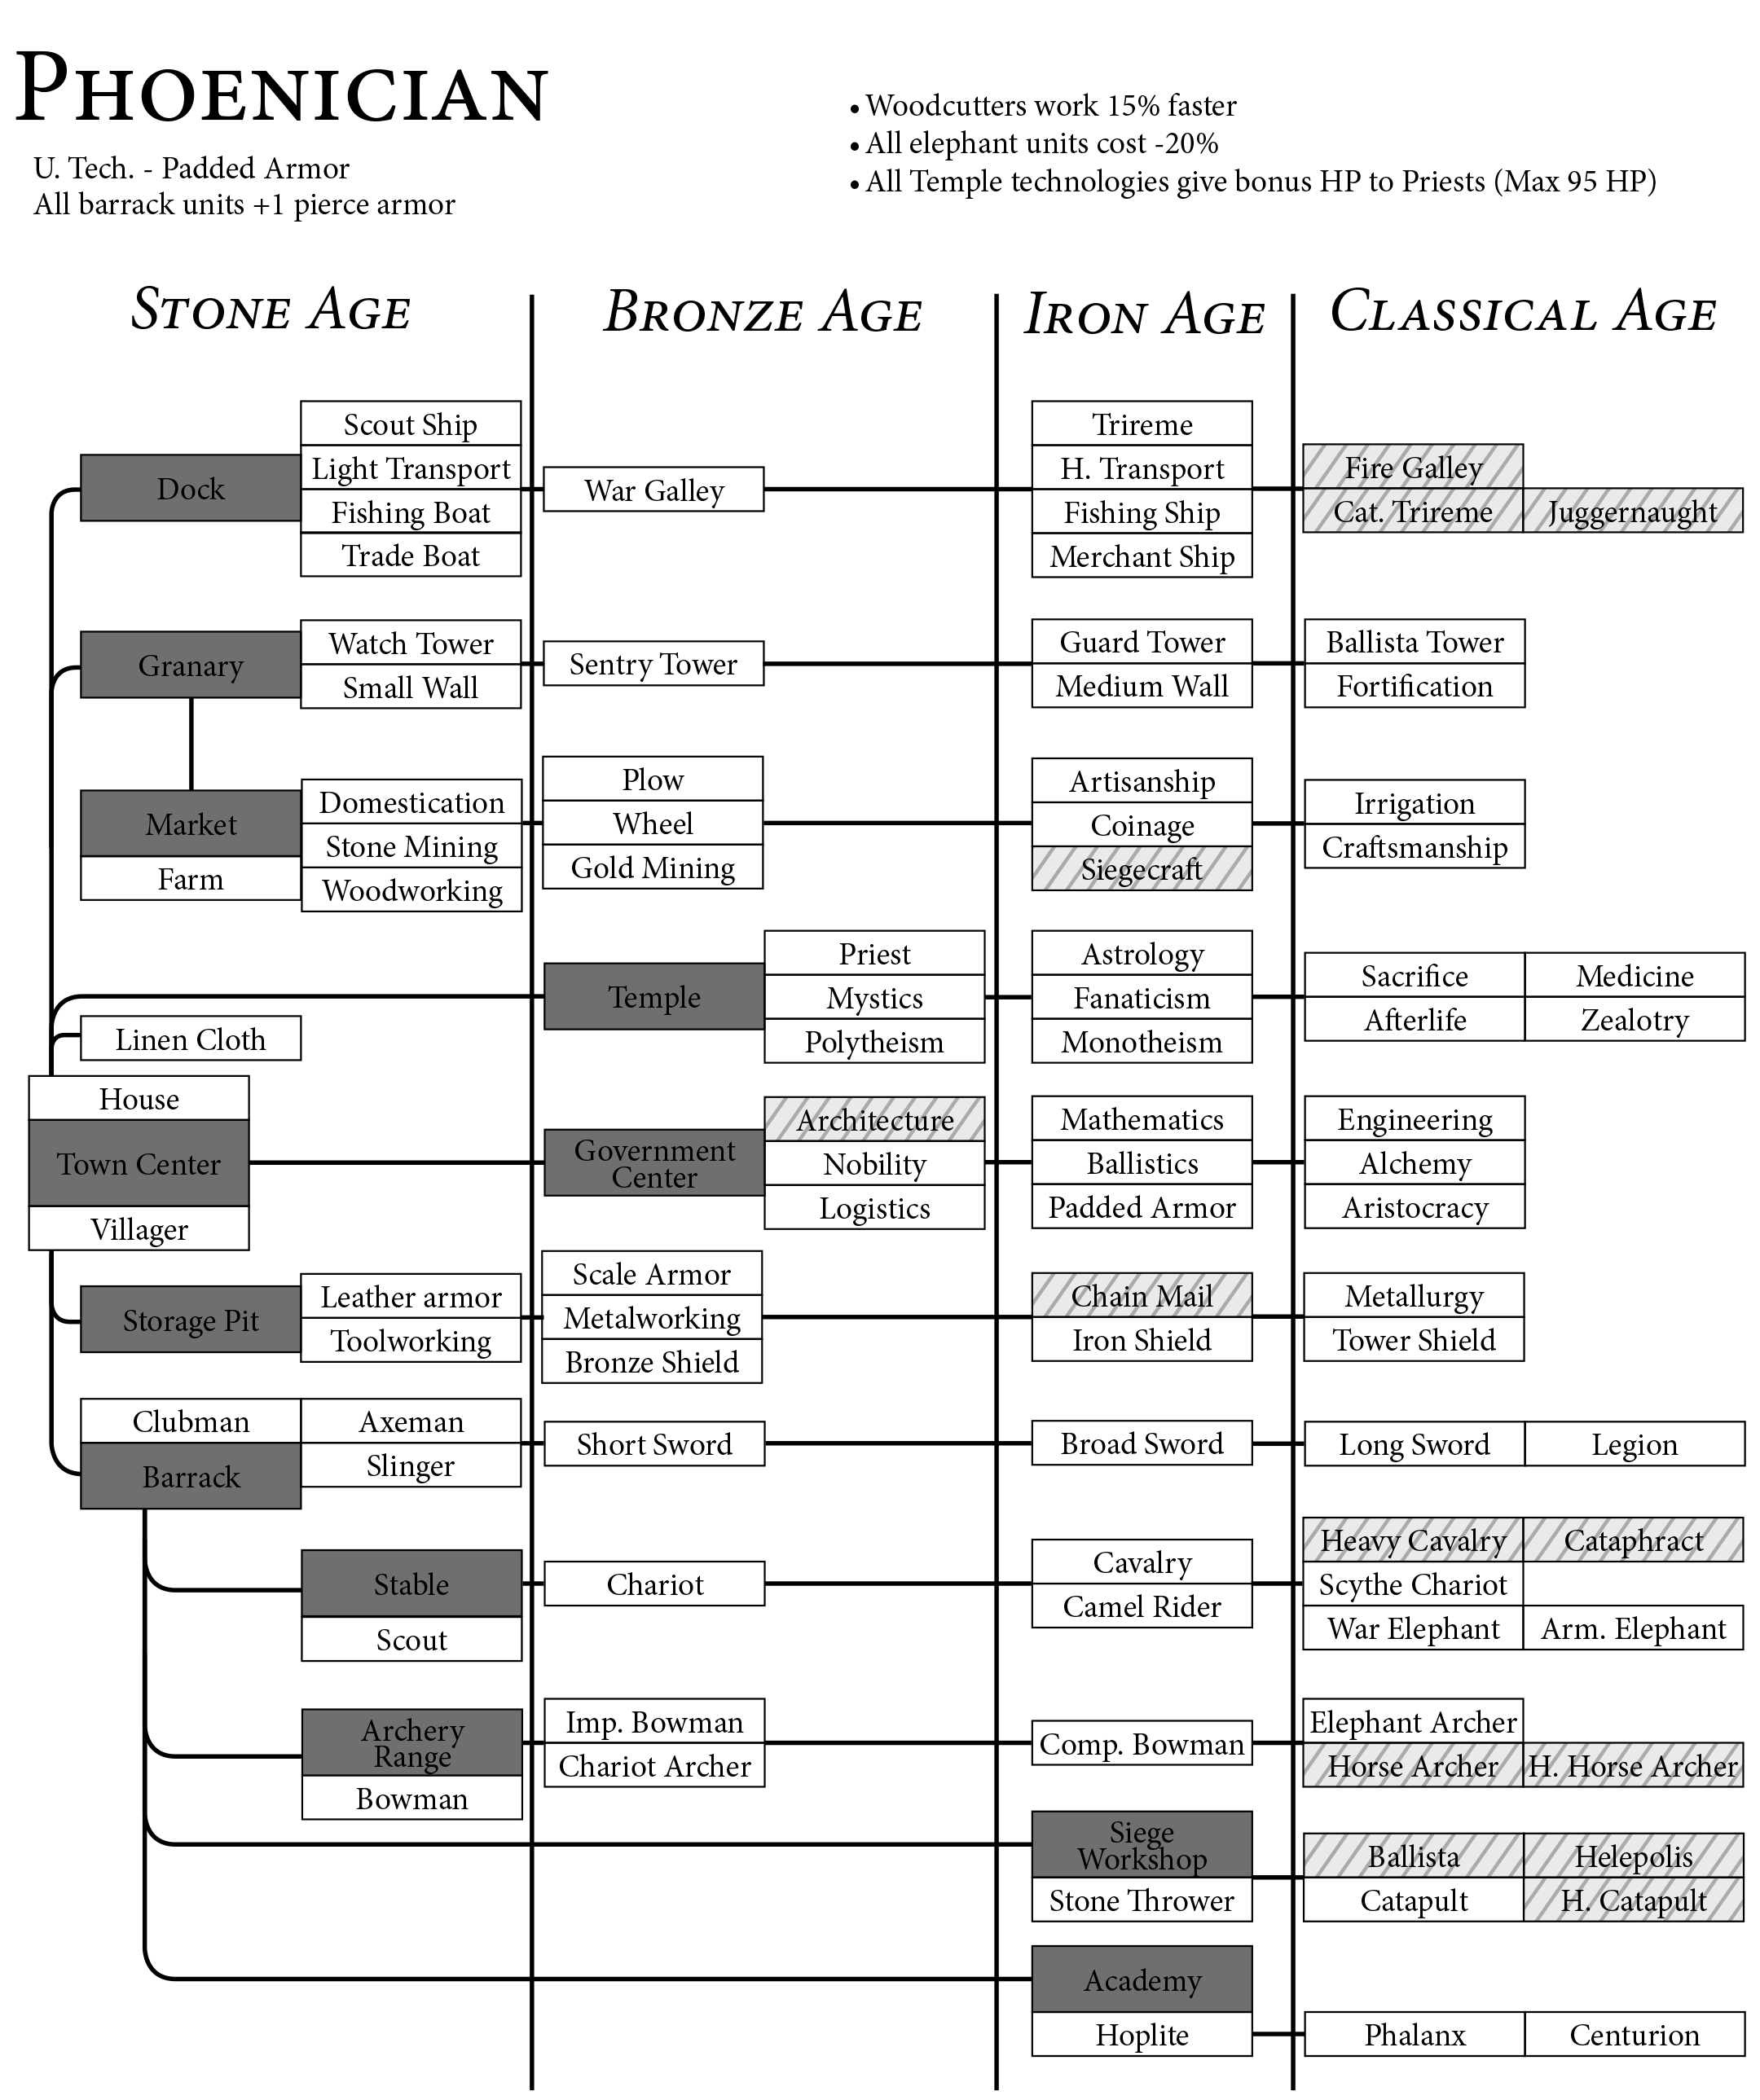 Phoenician
U. Tech. - Padded Armor
All barrack units +1 pierce armor
• Woodcutters work 15% faster
• All elephant units cost -20%
• All Temple technologies give bonus HP to Priests (Max 95 HP)
Stone Age
Bronze Age
Iron Age
Classical Age
Dock
Scout Ship
Light Transport
Fishing Boat
Trade Boat
War Galley
Trireme
H. Transport
Fishing Ship
Merchant Ship
Fire Galley
Cat. Trireme
Juggernaught
Granary
Watch Tower
Small Wall
Sentry Tower
Guard Tower
Medium Wall
Ballista Tower
Fortification
Market
Farm
Domestication
Stone Mining
Woodworking
Plow
Wheel
Gold Mining
Artisanship
Coinage
Siegecraft
Irrigation
Craftsmanship
Temple
Priest
Mystics
Polytheism
Astrology
Fanaticism
Monotheism
Sacrifice
Medicine
Afterlife
Zealotry
Linen Cloth
House
Town Center
Villager
Government
Center
Architecture
Nobility
Logistics
Mathematics
Ballistics
Padded Armor
Engineering
Alchemy
Aristocracy
Storage Pit
Leather armor
Toolworking
Scale Armor
Metalworking
Bronze Shield
Chain Mail
Iron Shield
Metallurgy
Tower Shield
Clubman
Barrack
Axeman
Slinger
Short Sword
Broad Sword
Long Sword
Legion
Stable
Scout
Chariot
Cavalry
Camel Rider
Heavy Cavalry
Cataphract
Scythe Chariot
War Elephant
Arm. Elephant
Archery
Range
Bowman
Imp. Bowman
Chariot Archer
Comp. Bowman
Elephant Archer
Horse Archer
H. Horse Archer
Siege
Workshop
Stone Thrower
Ballista
Helepolis
Catapult
H. Catapult
Academy
Hoplite
Phalanx
Centurion